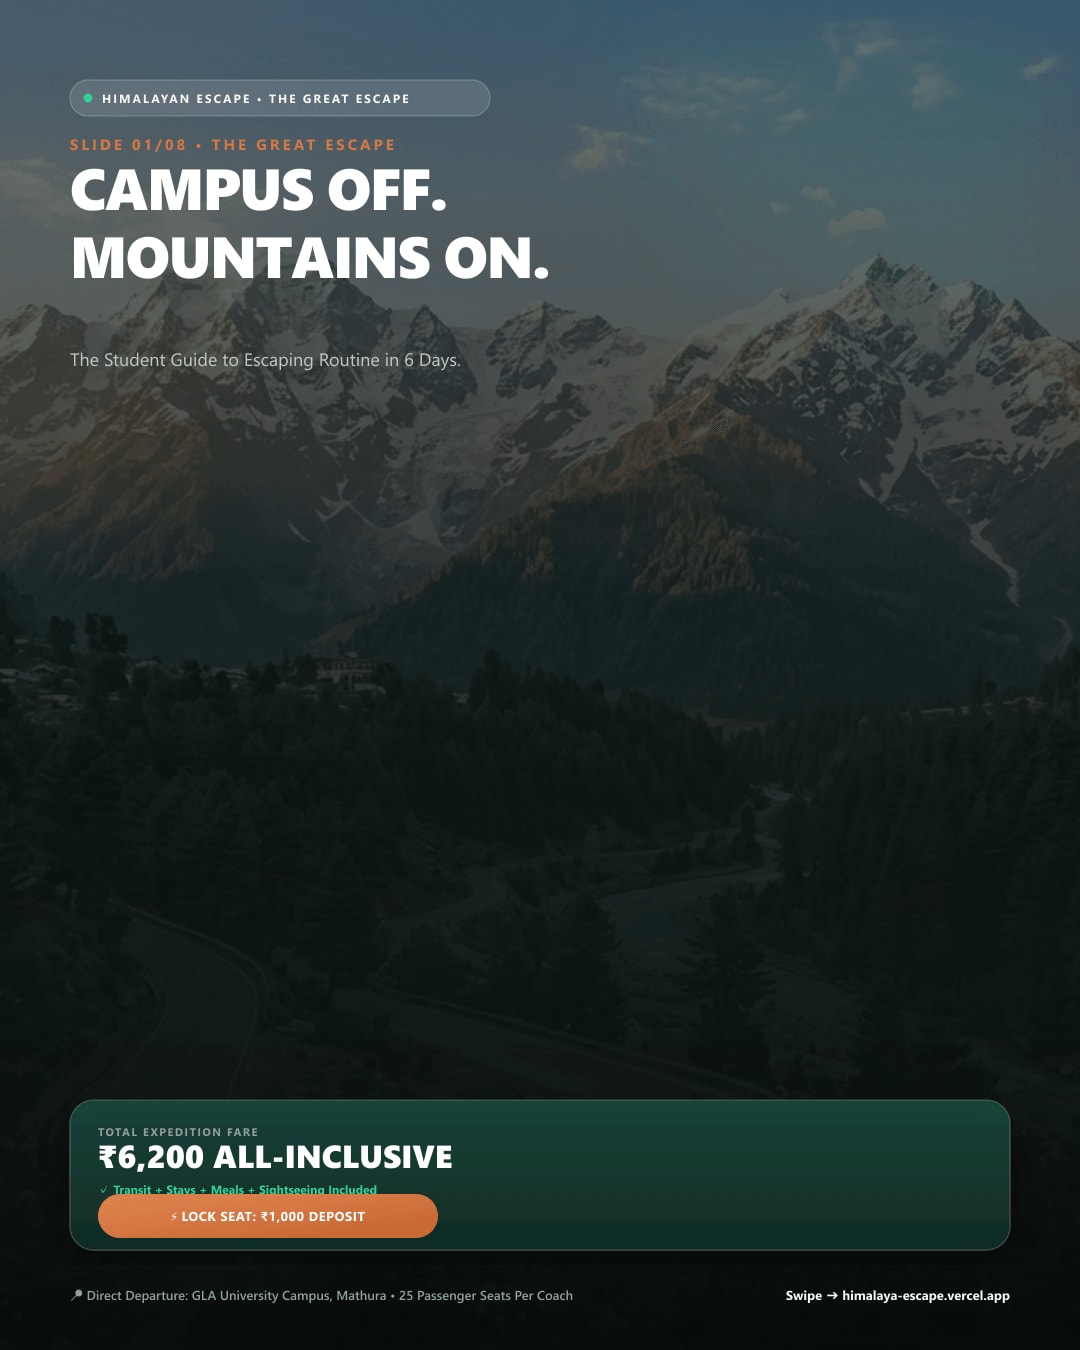 HIMALAYAN ESCAPE • THE GREAT ESCAPE
SLIDE 01/08 • THE GREAT ESCAPE
CAMPUS OFF.
MOUNTAINS ON.
The Student Guide to Escaping Routine in 6 Days.
TOTAL EXPEDITION FARE
₹6,200 ALL-INCLUSIVE
✓ Transit + Stays + Meals + Sightseeing Included
⚡ LOCK SEAT: ₹1,000 DEPOSIT
📍 Direct Departure: GLA University Campus, Mathura • 25 Passenger Seats Per Coach
Swipe → himalaya-escape.vercel.app